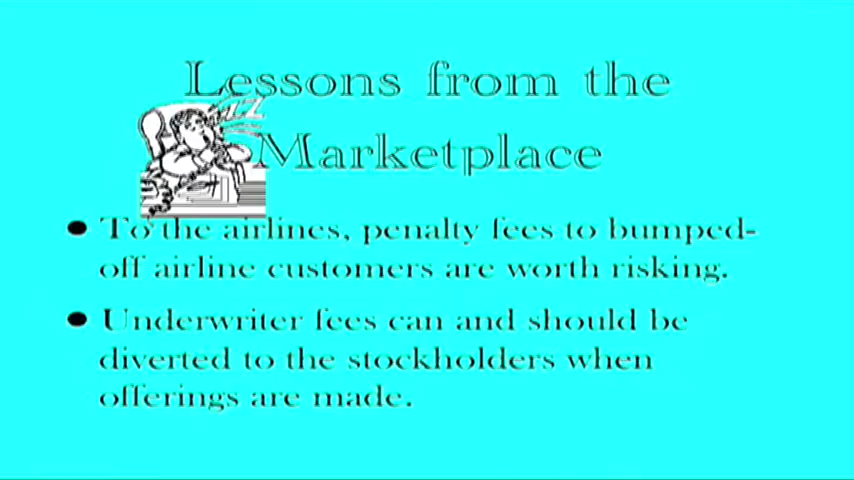 Lessons from the
Marketplace
• To the airlines, penalty fees to bumped-
off airline customers are worth risking.
• Underwriter fees can and should be
diverted to the stockholders when
offerings are made.